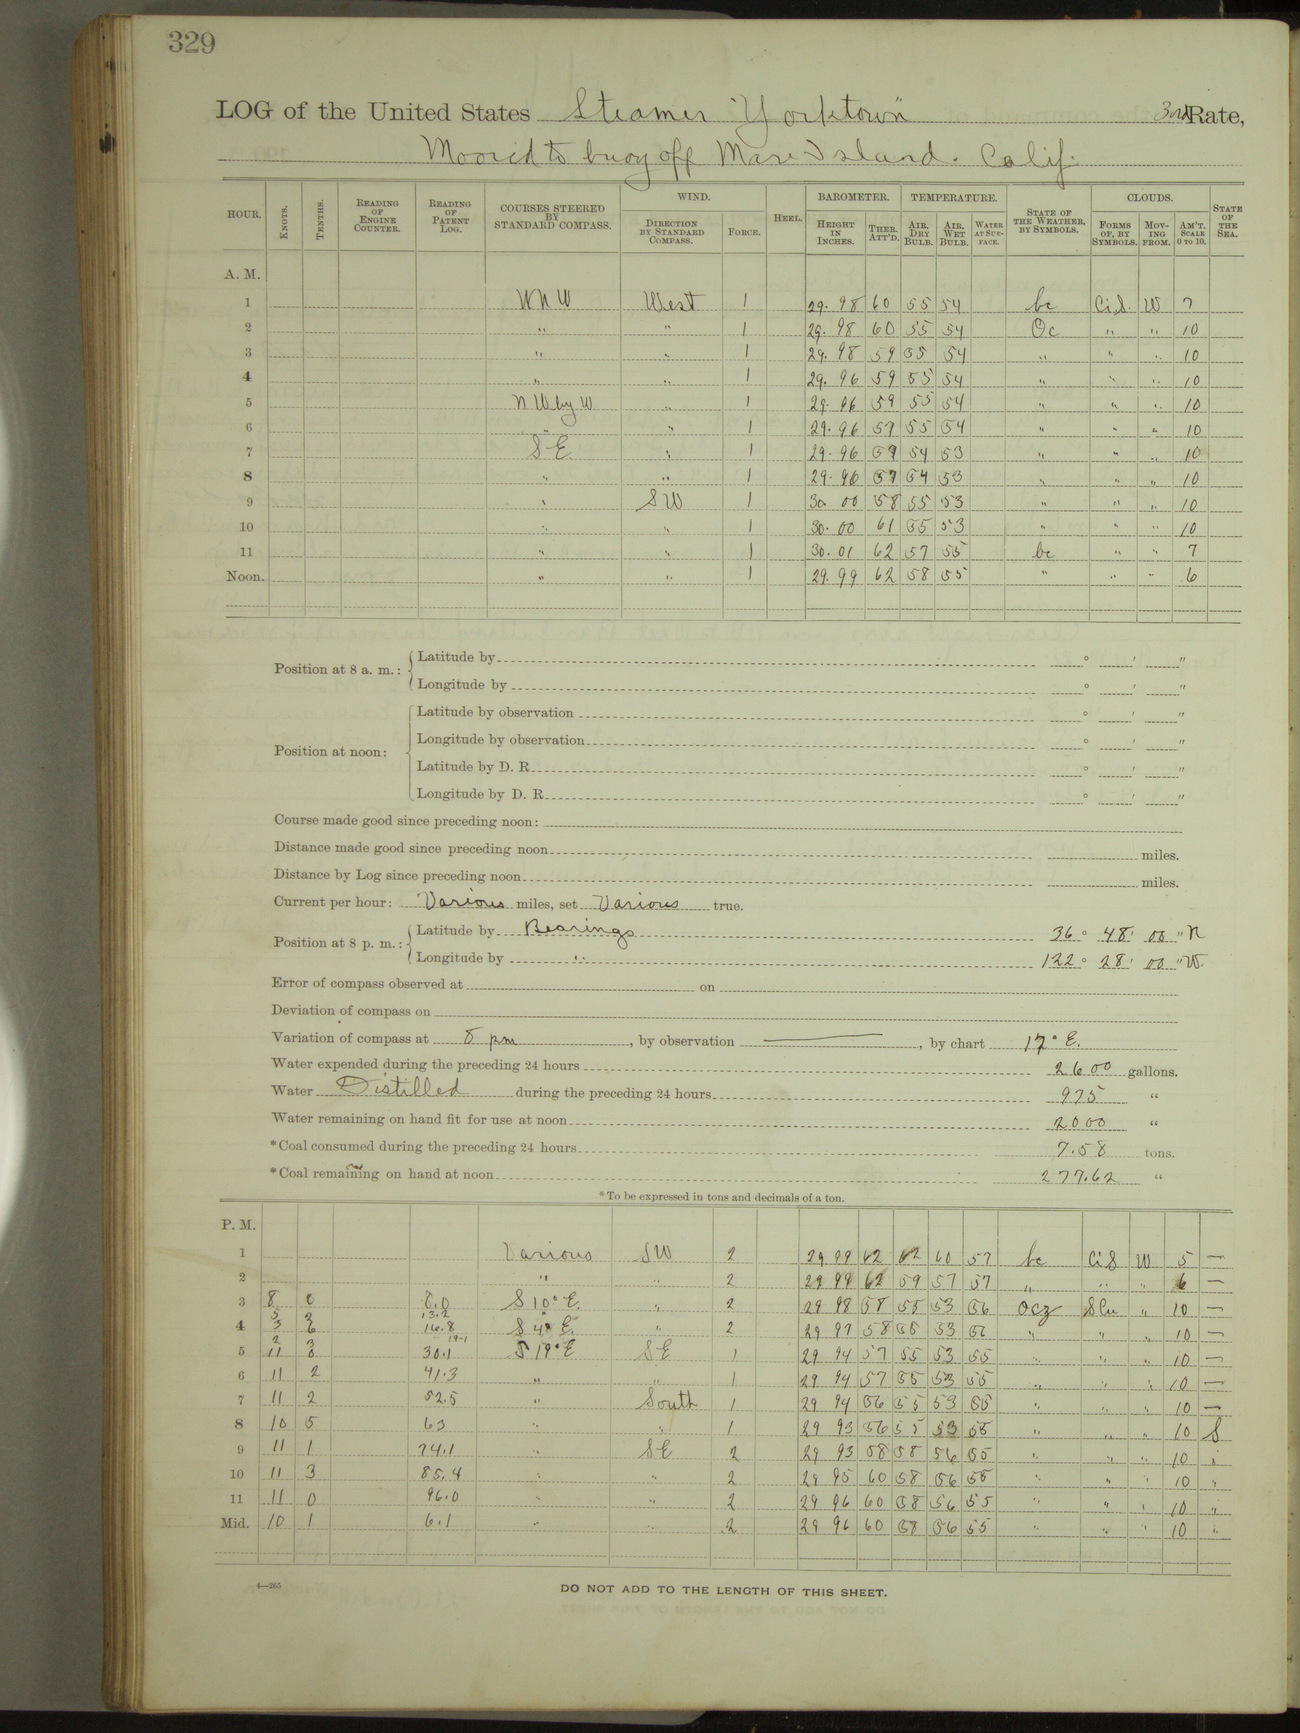 329
LOG of the United States Steamer "Yorktown" 3rd Rate,
Moored to buoy off Mare Island. Calif.
HOUR. KNOTS. TENTHS. READING OF ENGINE COUNTER. READING OF PATENT LOG. COURSES STEERED BY STANDARD COMPASS. WIND. DIRECTION BY STANDARD COMPASS. FORCE. HEEL. BAROMETER. HEIGHT IN INCHES. THER. ATT'D. TEMPERATURE. AIR, DRY BULB. AIR, WET BULB. WATER AT SURFACE. STATE OF THE WEATHER, BY SYMBOLS. CLOUDS. FORMS OF, BY SYMBOLS. MOVING FROM. AM'T. SCALE 0 TO 10. STATE OF THE SEA.
A. M.
1 WNW West 1 29.98 60 55 54 bc Ci.S. W 7
2 " " 1 29.98 60 55 54 Oc " " 10
3 " " 1 29.98 59 55 54 " " " 10
4 " " 1 29.96 59 55 54 " " " 10
5 NW by W " 1 29.96 59 55 54 " " " 10
6 " " 1 29.96 59 55 54 " " " 10
7 S E. " 1 29.96 59 54 53 " " " 10
8 " " 1 29.96 59 54 53 " " " 10
9 " SW 1 30.00 58 55 53 " " " 10
10 " " 1 30.00 61 55 53 " " " 10
11 " " 1 30.01 62 57 55 bc " " 7
Noon. " " 1 29.99 62 58 55 " " " 6
Position at 8 a. m.: Latitude by ° ' "
Longitude by ° ' "
Position at noon: Latitude by observation ° ' "
Longitude by observation ° ' "
Latitude by D. R. ° ' "
Longitude by D. R. ° ' "
Course made good since preceding noon:
Distance made good since preceding noon miles.
Distance by Log since preceding noon miles.
Current per hour: Various miles, set Various true.
Position at 8 p. m.: Latitude by Bearings 36° 48' 00" N
Longitude by " 122° 28' 00" W.
Error of compass observed at on
Deviation of compass on
Variation of compass at 8 pm, by observation —, by chart 17° E.
Water expended during the preceding 24 hours 2600 gallons.
Water Distilled during the preceding 24 hours 975 "
Water remaining on hand fit for use at noon 2000 "
*Coal consumed during the preceding 24 hours 7.58 tons.
*Coal remaining on hand at noon 277.62 "
*To be expressed in tons and decimals of a ton.
P. M.
1 Various SW 2 29 99 62 62 60 57 bc Ci S W 5 —
2 " " 2 29 99 62 59 57 57 " " " 6 —
3 8 0 8.0 S 10° E. " 2 29 98 58 55 53 56 Ocz Scu " 10 —
5 2 13.2
4 3 6 16.8 S 4° E. " 2 29 97 58 55 53 56 " " " 10 —
2 3 19.1
5 11 0 30.1 S 19° E SE 1 29 94 57 55 53 55 " " " 10 —
6 11 2 41.3 " " 1 29 94 57 55 53 55 " " " 10 —
7 11 2 52.5 " South 1 29 94 56 55 53 55 " " " 10 —
8 10 5 63 " " 1 29 93 56 55 53 55 " " " 10 S
9 11 1 74.1 " SE 2 29 93 58 58 56 55 " " " 10 "
10 11 3 85.4 " " 2 29 95 60 58 56 55 " " " 10 "
11 11 0 96.0 " " 2 29 96 60 58 56 55 " " " 10 "
Mid. 10 1 6.1 " " 2 29 96 60 58 56 55 " " " 10 "
4—265
DO NOT ADD TO THE LENGTH OF THIS SHEET.